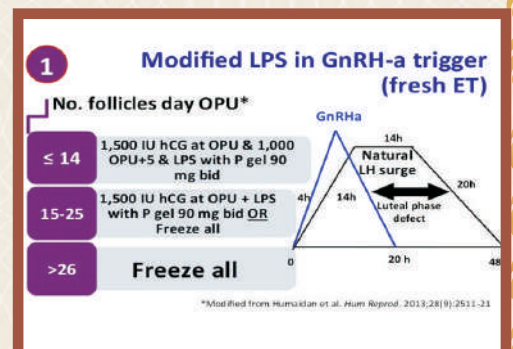 1
Modified LPS in GnRH-a trigger
(fresh ET)
No. follicles day OPU*
≤ 14
1,500 IU hCG at OPU & 1,000
OPU+5 & LPS with P gel 90
mg bid
15-25
1,500 IU hCG at OPU + LPS
with P gel 90 mg bid OR
Freeze all
>26
Freeze all
GnRHa
14h
Natural
LH surge
4h
14h
20h
Luteal phase
defect
0
20 h
48
*Modified from Humaidan et al. Hum Reprod. 2013;28(9):2511-21